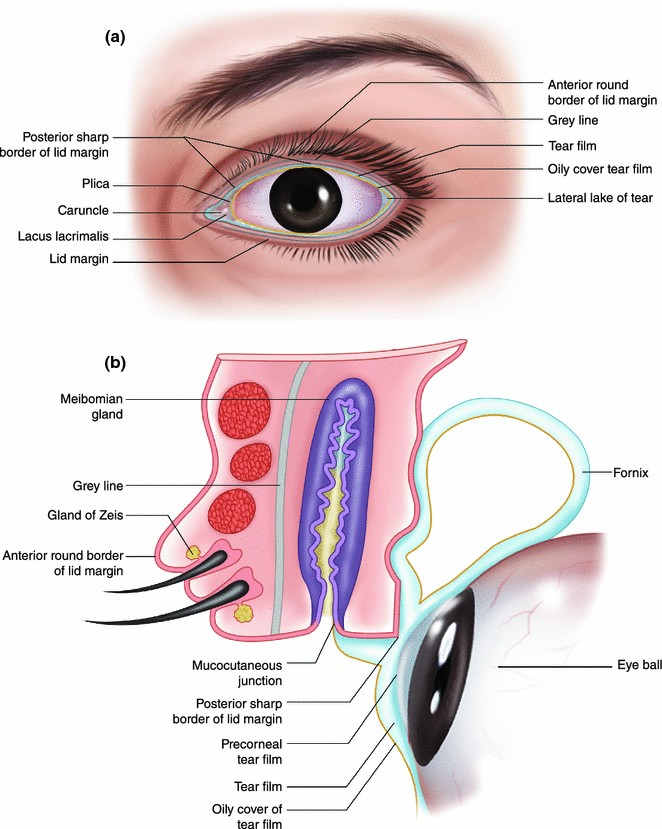 (a)
Anterior round
border of lid margin
Grey line
Tear film
Oily cover tear film
Lateral lake of tear
Posterior sharp
border of lid margin
Plica
Caruncle
Lacus lacrimalis
Lid margin
(b)
Meibomian
gland
Grey line
Gland of Zeis
Anterior round border
of lid margin
Fornix
Eye ball
Mucocutaneous
junction
Posterior sharp
border of lid margin
Precorneal
tear film
Tear film
Oily cover of
tear film